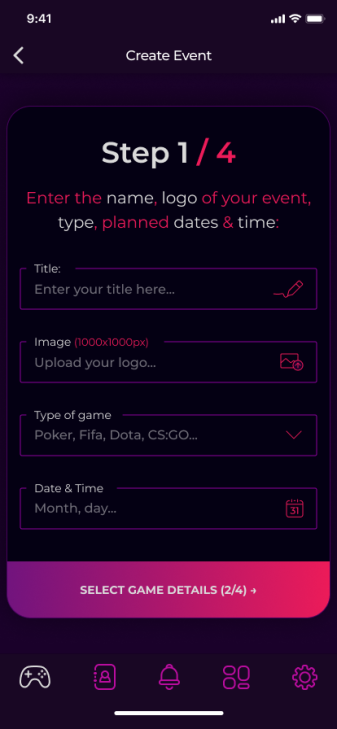 9:41
Create Event
Step 1 / 4
Enter the name, logo of your event,
type, planned dates & time:
Title:
Enter your title here...
Image (1000x1000px)
Upload your logo...
Type of game
Poker, Fifa, Dota, CS:GO...
Date & Time
Month, day...
31
SELECT GAME DETAILS (2/4) →